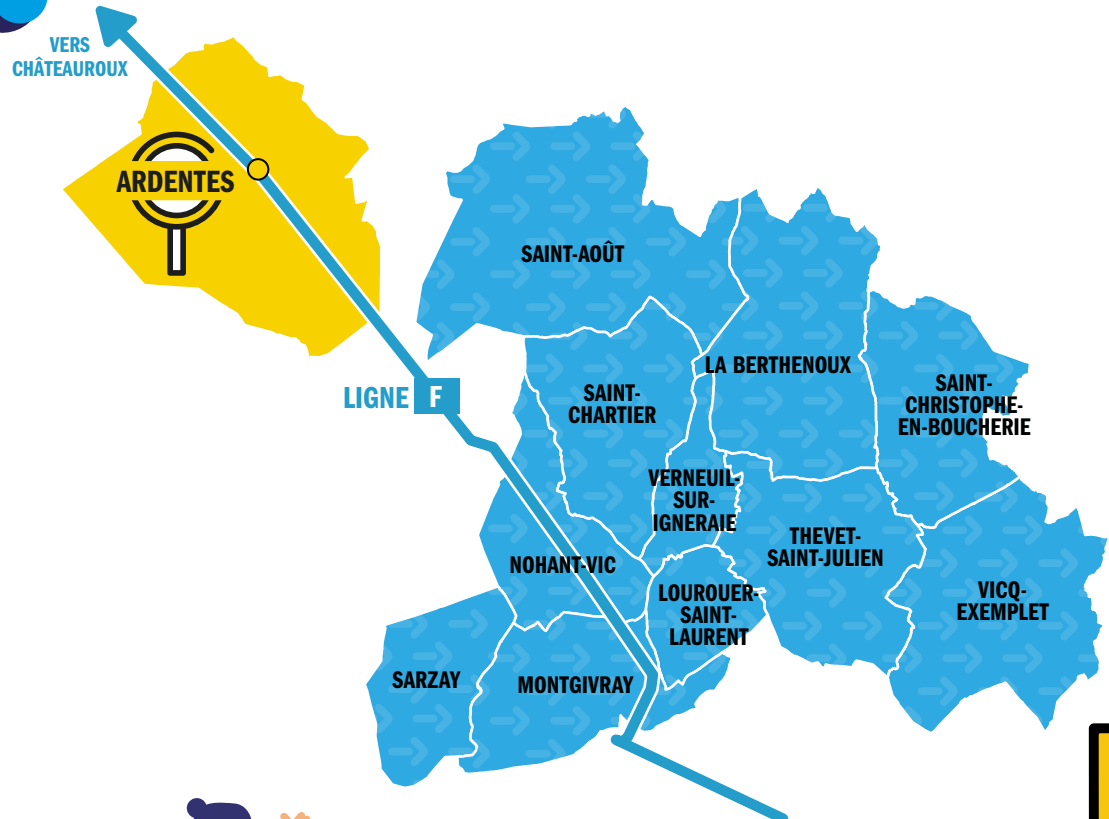 VERS
CHÂTEAUROUX
ARDENTES
SAINT-AOÛT
LA BERTHENOUX
SAINT-
CHRISTOPHE-
EN-BOUCHERIE
SAINT-
CHARTIER
LIGNE F
VERNEUIL-
SUR-
IGNERAIE
THEVET-
SAINT-JULIEN
NOHANT-VIC
LOUROUER-
SAINT-
LAURENT
VICQ-
EXEMPLET
SARZAY
MONTGIVRAY